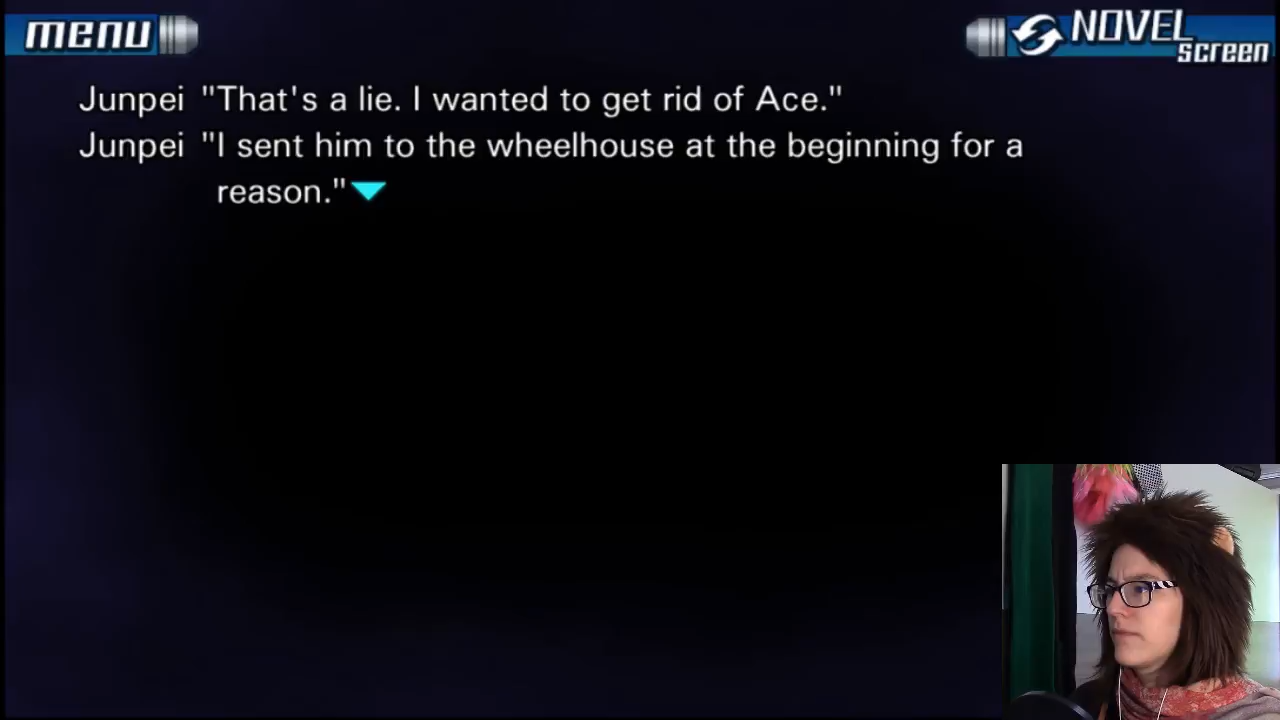 menu
NOVEL
screen
Junpei "That's a lie. I wanted to get rid of Ace."
Junpei "I sent him to the wheelhouse at the beginning for a
reason."